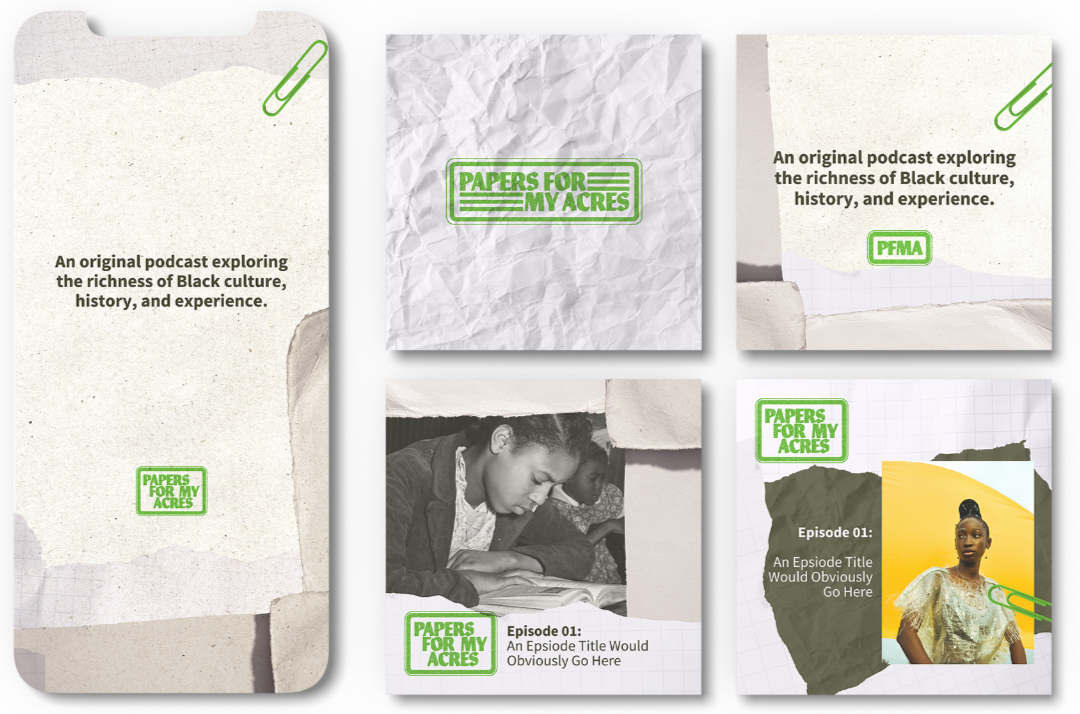 An original podcast exploring
the richness of Black culture,
history, and experience.
PAPERS
FOR MY
ACRES
PAPERS FOR
MY ACRES
An original podcast exploring
the richness of Black culture,
history, and experience.
PFMA
PAPERS
FOR MY
ACRES
Episode 01:
An Epsiode Title Would
Obviously Go Here
PAPERS
FOR MY
ACRES
Episode 01:
An Epsiode Title
Would Obviously
Go Here